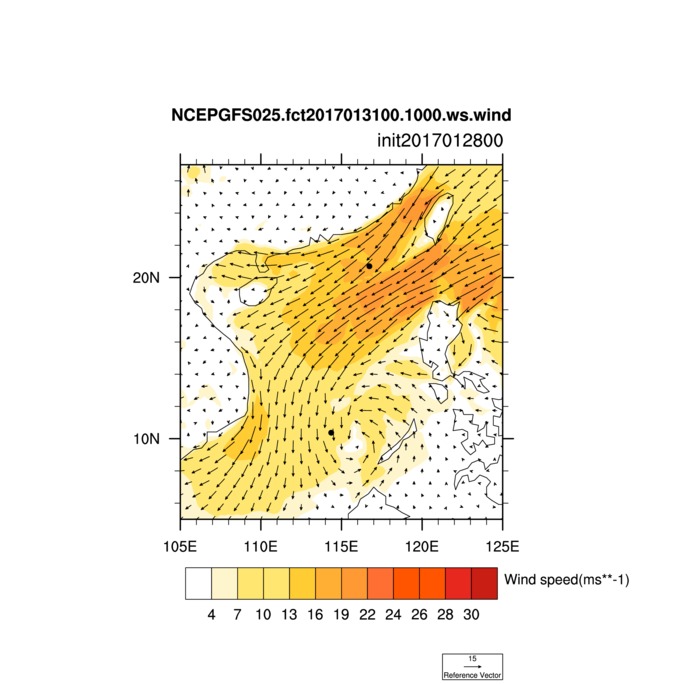 NCEPGFS025.fct2017013100.1000.ws.wind
init2017012800
20N
10N
105E 110E 115E 120E 125E
Wind speed(ms**-1)
4 7 10 13 16 19 22 24 26 28 30
15
Reference Vector